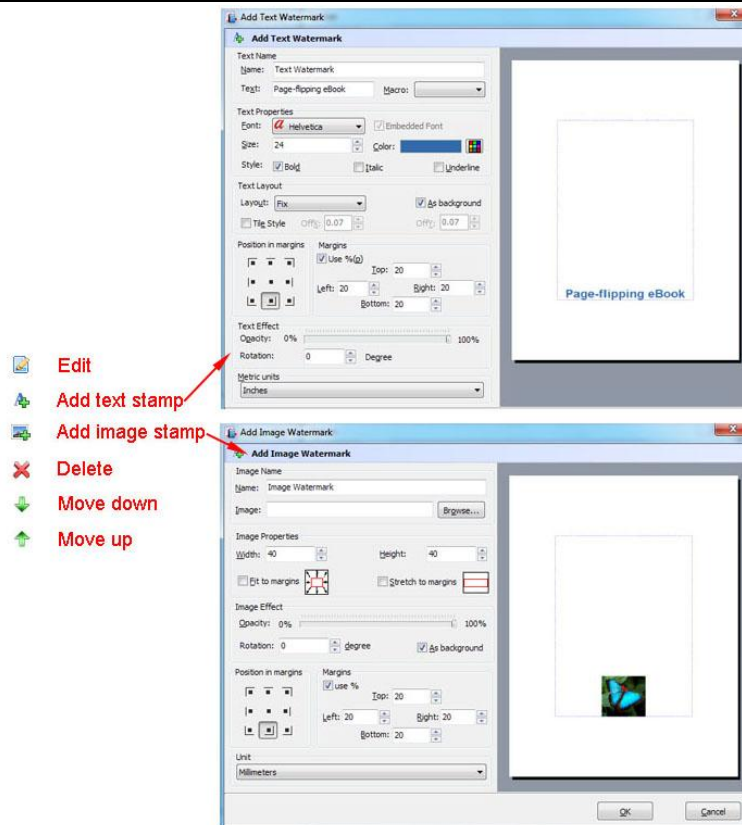 Add Text Watermark
Add Text Watermark
Text Name
Name: Text Watermark
Text: Page-flipping eBook Macro:
Text Properties
Font: a Helvetica Embedded Font
Size: 24 Color:
Style: Bold Italic Underline
Text Layout
Layout: Fix As background
Tile Style 0.07 0.07
Position in margins Margins
Use %(p)
Top: 20
Left: 20 Right: 20
Bottom: 20
Text Effect
Opacity: 0% 100%
Rotation: 0 Degree
Metric units
Inches
Page-flipping eBook
Edit
Add text stamp
Add image stamp
Delete
Move down
Move up
Add Image Watermark
Add Image Watermark
Image Name
Name: Image Watermark
Image: Browse...
Image Properties
Width: 40 Height: 40
Fit to margins Stretch to margins
Image Effect
Opacity: 0% 100%
Rotation: 0 degree As background
Position in margins Margins
use %
Top: 20
Left: 20 Right: 20
Bottom: 20
Unit
Millimeters
OK Cancel